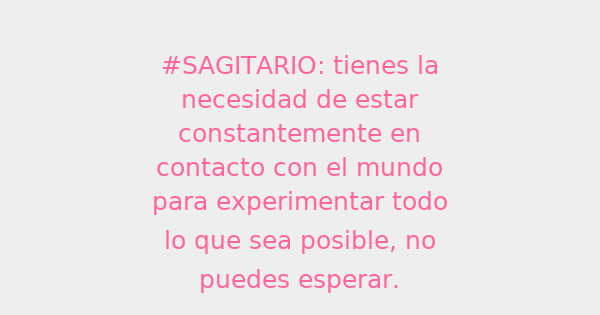 #SAGITARIO: tienes la
necesidad de estar
constantemente en
contacto con el mundo
para experimentar todo
lo que sea posible, no
puedes esperar.